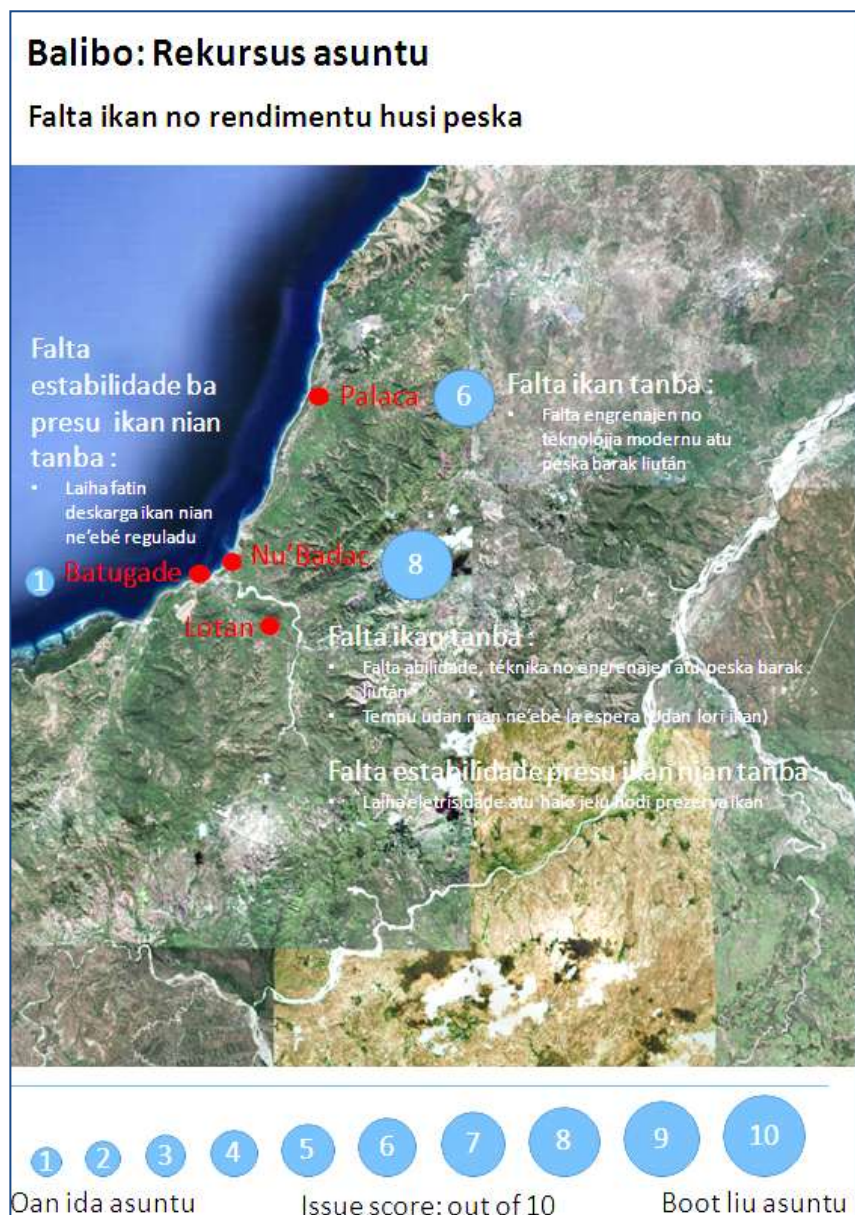 Balibo: Rekursus asuntu
Falta ikan no rendimentu husi peska
Falta
estabilidade ba
presu ikan nian
tanba :
• Laiha fatin
deskarga ikan nian
ne'ebé reguladu
1
Batugade
Palaca
6
Falta ikan tanba :
• Falta engrenajen no
teknolojja modernu atu
peska barak liután
Nu'Badac
8
Lotan
Falta ikan tanba :
• Falta abilidade, téknika no engrenajen atu peska barak
liután
• Tempu udan nian ne'ebé la espera (Udan lori ikan)
Falta estabilidade presu ikan nian tanba :
• Laiha eletrisidade atu halo jelu hodi prezerva ikan
1 2 3 4 5 6 7 8 9 10
Oan ida asuntu Issue score: out of 10 Boot liu asuntu